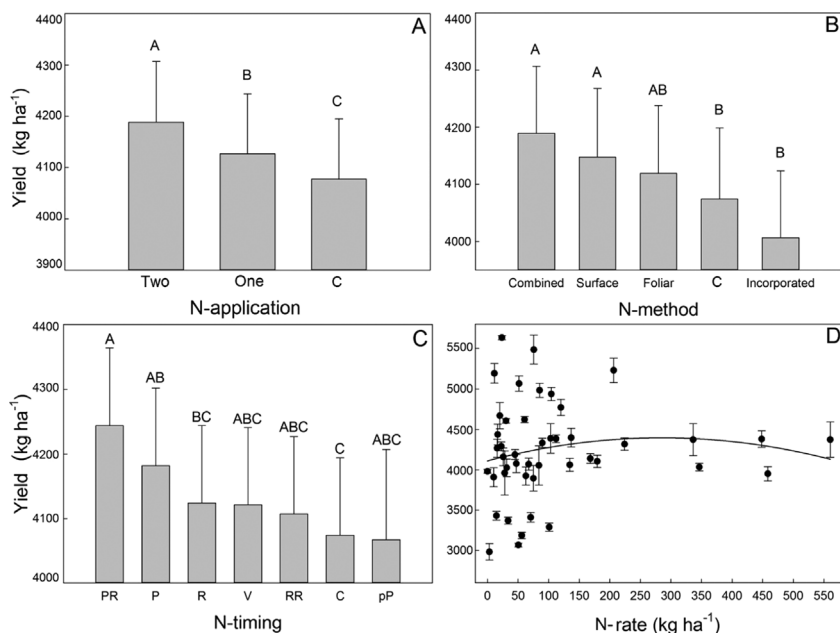 A
4400
4300
4200
4100
4000
3900
Yield (kg ha⁻¹)
A
B
C
Two
One
C
N-application
B
4400
4300
4200
4100
4000
A
A
AB
B
B
Combined
Surface
Foliar
C
Incorporated
N-method
C
4400
4300
4200
4100
4000
Yield (kg ha⁻¹)
A
AB
BC
ABC
ABC
C
ABC
PR
P
R
V
RR
C
pP
N-timing
D
5500
5000
4500
4000
3500
3000
0 50 100 150 200 250 300 350 400 450 500 550
N-rate (kg ha⁻¹)